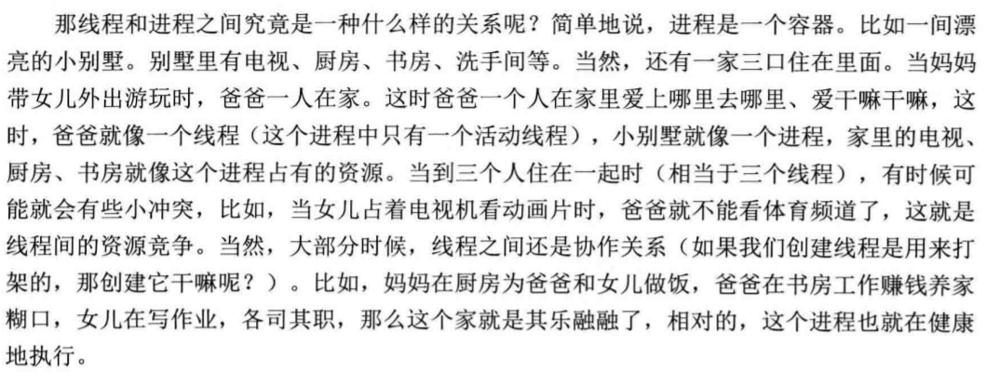 那线程和进程之间究竟是一种什么样的关系呢？简单地说，进程是一个容器。比如一间漂
亮的小别墅。别墅里有电视、厨房、书房、洗手间等。当然，还有一家三口住在里面。当妈妈
带女儿外出游玩时，爸爸一人在家。这时爸爸一个人在家里爱上哪里去哪里、爱干嘛干嘛，这
时，爸爸就像一个线程（这个进程中只有一个活动线程），小别墅就像一个进程，家里的电视、
厨房、书房就像这个进程占有的资源。当到三个人住在一起时（相当于三个线程），有时候可
能就会有些小冲突，比如，当女儿占着电视机看动画片时，爸爸就不能看体育频道了，这就是
线程间的资源竞争。当然，大部分时候，线程之间还是协作关系（如果我们创建线程是用来打
架的，那创建它干嘛呢？）。比如，妈妈在厨房为爸爸和女儿做饭，爸爸在书房工作赚钱养家
糊口，女儿在写作业，各司其职，那么这个家就是其乐融融了，相对的，这个进程也就在健康
地执行。